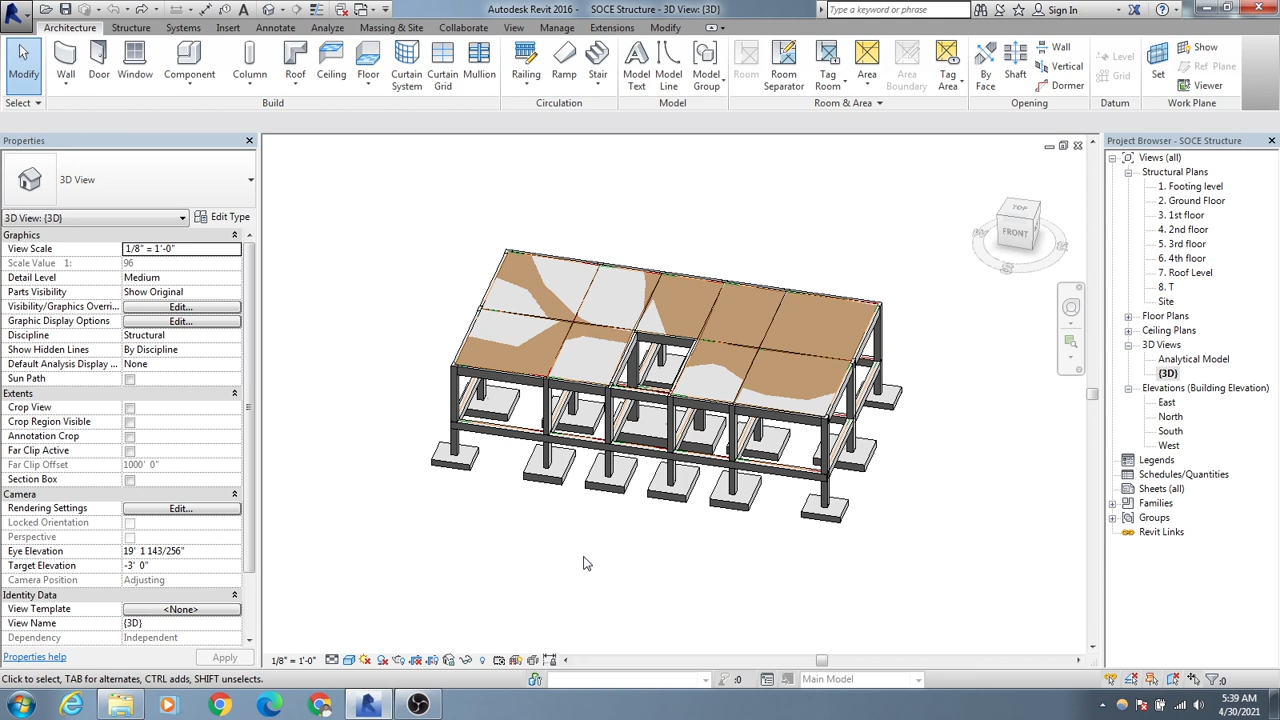 Autodesk Revit 2016 - SOCE Structure - 3D View: {3D}
Type a keyword or phrase
Sign In
Architecture Structure Systems Insert Annotate Analyze Massing & Site Collaborate View Manage Extensions Modify
Modify
Wall
Door
Window
Component
Column
Roof
Ceiling
Floor
Curtain System
Curtain Grid
Mullion
Railing
Ramp
Stair
Model Text
Model Line
Model Group
Room
Room Separator
Tag Room
Area
Area Boundary
Tag Area
By Face
Shaft
Wall
Vertical
Dormer
Level
Grid
Set
Show
Ref Plane
Viewer
Select Build Circulation Model Room & Area Opening Datum Work Plane
Properties
3D View
3D View: {3D} Edit Type
Graphics
View Scale 1/8" = 1'-0"
Scale Value 1: 96
Detail Level Medium
Parts Visibility Show Original
Visibility/Graphics Overri... Edit...
Graphic Display Options Edit...
Discipline Structural
Show Hidden Lines By Discipline
Default Analysis Display ... None
Sun Path
Extents
Crop View
Crop Region Visible
Annotation Crop
Far Clip Active
Far Clip Offset 1000' 0"
Section Box
Camera
Rendering Settings Edit...
Locked Orientation
Perspective
Eye Elevation 19' 1 143/256"
Target Elevation -3' 0"
Camera Position Adjusting
Identity Data
View Template <None>
View Name {3D}
Dependency Independent
Properties help Apply
TOP
FRONT
Project Browser - SOCE Structure
Views (all)
Structural Plans
1. Footing level
2. Ground Floor
3. 1st floor
4. 2nd floor
5. 3rd floor
6. 4th floor
7. Roof Level
8. T
Site
Floor Plans
Ceiling Plans
3D Views
Analytical Model
{3D}
Elevations (Building Elevation)
East
North
South
West
Legends
Schedules/Quantities
Sheets (all)
Families
Groups
Revit Links
1/8" = 1'-0"
Click to select, TAB for alternates, CTRL adds, SHIFT unselects.
:0
Main Model
:0
5:39 AM
4/30/2021